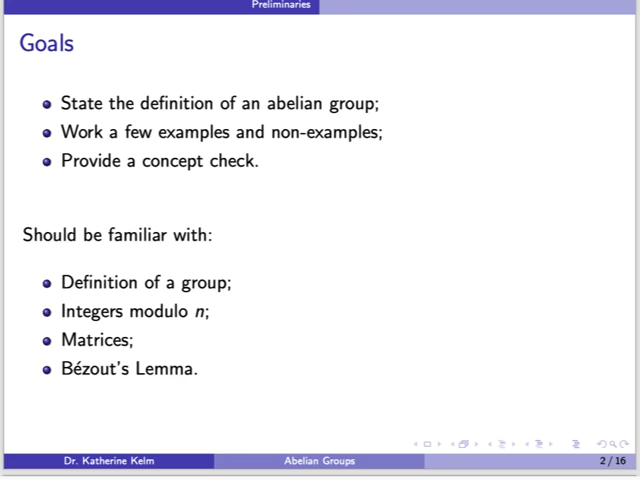 Preliminaries
Goals
State the definition of an abelian group;
Work a few examples and non-examples;
Provide a concept check.
Should be familiar with:
Definition of a group;
Integers modulo n;
Matrices;
Bézout's Lemma.
Dr. Katherine Kelm
Abelian Groups
2 / 16